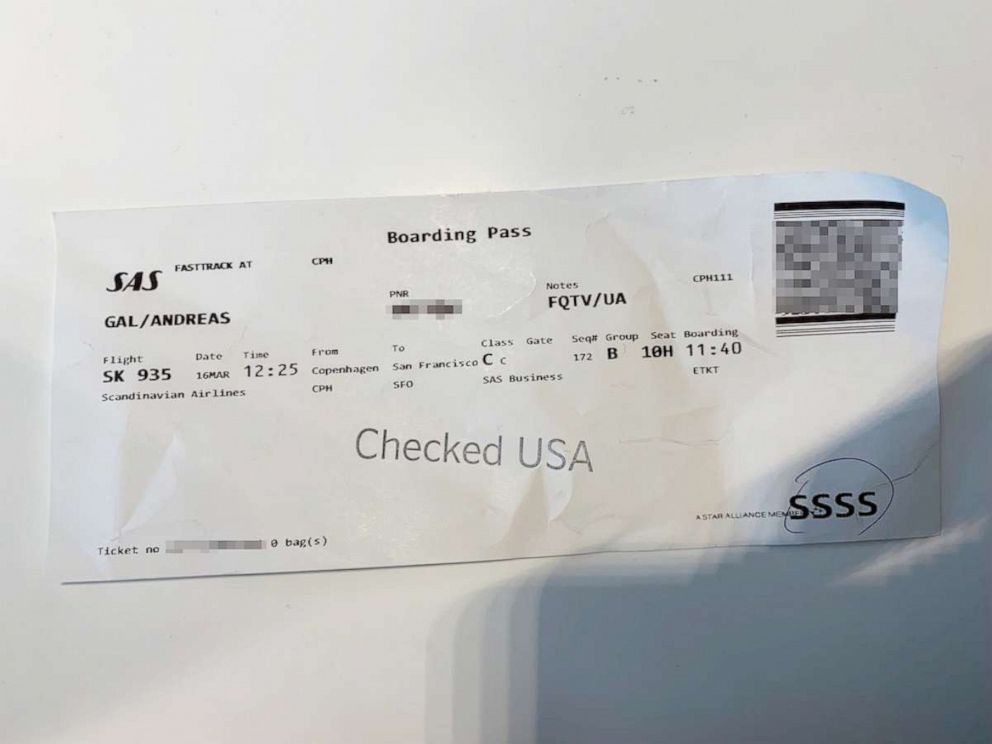 Boarding Pass
SAS FASTTRACK AT CPH
PNR Notes CPH111
GAL/ANDREAS FQTV/UA
Flight Date Time From To Class Gate Seq# Group Seat Boarding
SK 935 16MAR 12:25 Copenhagen San Francisco C C 172 B 10H 11:40
Scandinavian Airlines CPH SFO SAS Business ETKT
Checked USA
A STAR ALLIANCE MEMBER SSSS
Ticket no 0 bag(s)